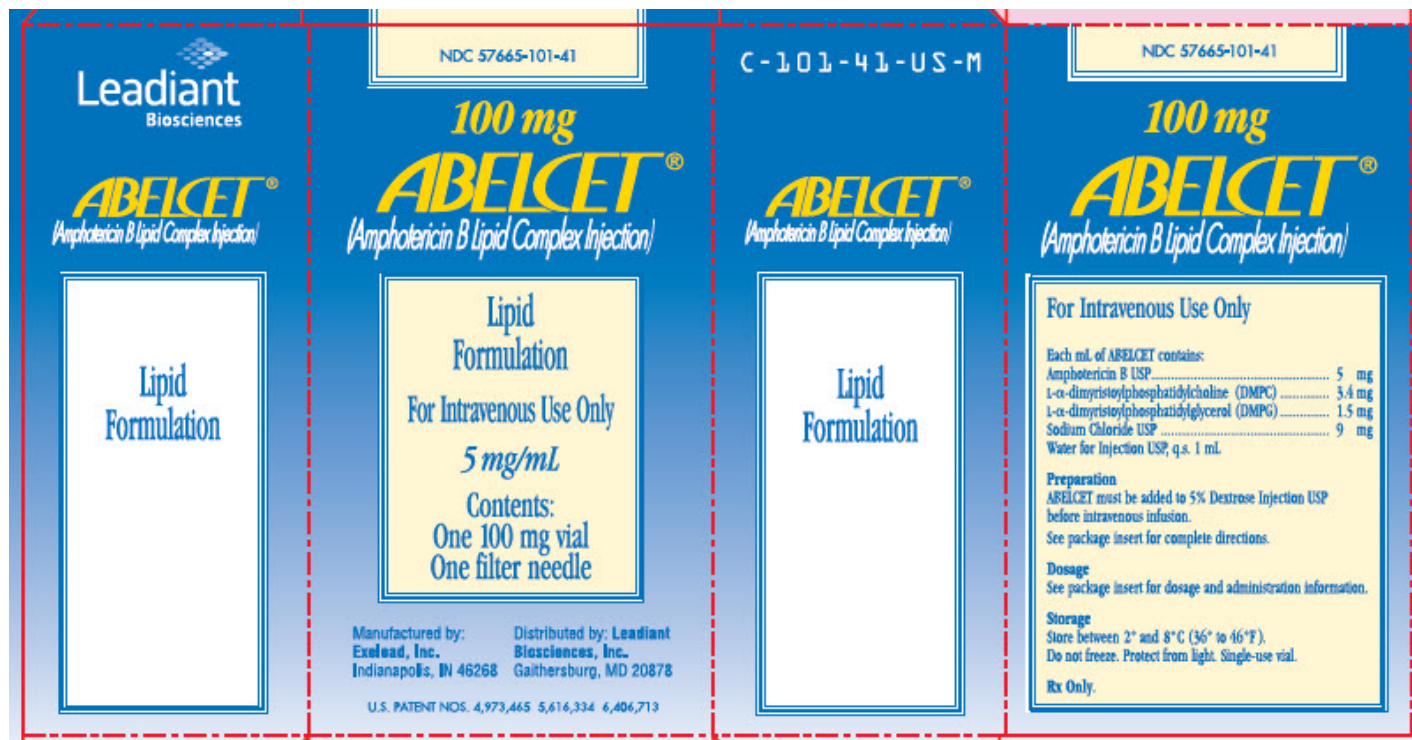 Leadiant
Biosciences
ABELCET®
(Amphotericin B Lipid Complex Injection)
Lipid
Formulation
NDC 57665-101-41
100 mg
ABELCET®
(Amphotericin B Lipid Complex Injection)
Lipid
Formulation
For Intravenous Use Only
5 mg/mL
Contents:
One 100 mg vial
One filter needle
Manufactured by:
Exelead, Inc.
Indianapolis, IN 46268
Distributed by: Leadiant
Biosciences, Inc.
Gaithersburg, MD 20878
U.S. PATENT NOS. 4,973,465 5,616,334 6,406,713
C-101-41-US-M
ABELCET®
(Amphotericin B Lipid Complex Injection)
Lipid
Formulation
NDC 57665-101-41
100 mg
ABELCET®
(Amphotericin B Lipid Complex Injection)
For Intravenous Use Only
Each mL of ABELCET contains:
Amphotericin B USP................................................ 5 mg
L-α-dimyristoylphosphatidylcholine (DMPC) .............. 3.4 mg
L-α-dimyristoylphosphatidylglycerol (DMPG) ............. 1.5 mg
Sodium Chloride USP .............................................. 9 mg
Water for Injection USP, q.s. 1 mL
Preparation
ABELCET must be added to 5% Dextrose Injection USP
before intravenous infusion.
See package insert for complete directions.
Dosage
See package insert for dosage and administration information.
Storage
Store between 2° and 8°C (36° to 46°F).
Do not freeze. Protect from light. Single-use vial.
Rx Only.